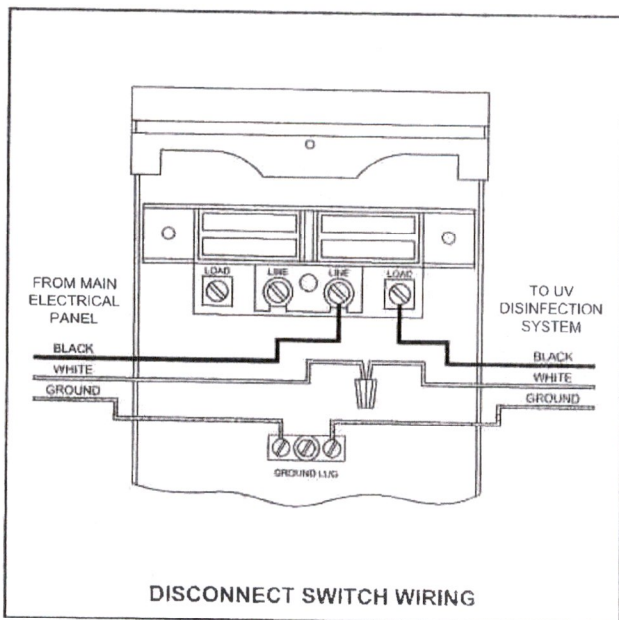 LOAD LINE LINE LOAD
FROM MAIN
ELECTRICAL
PANEL
TO UV
DISINFECTION
SYSTEM
BLACK
WHITE
GROUND
BLACK
WHITE
GROUND
GROUND LUG
DISCONNECT SWITCH WIRING